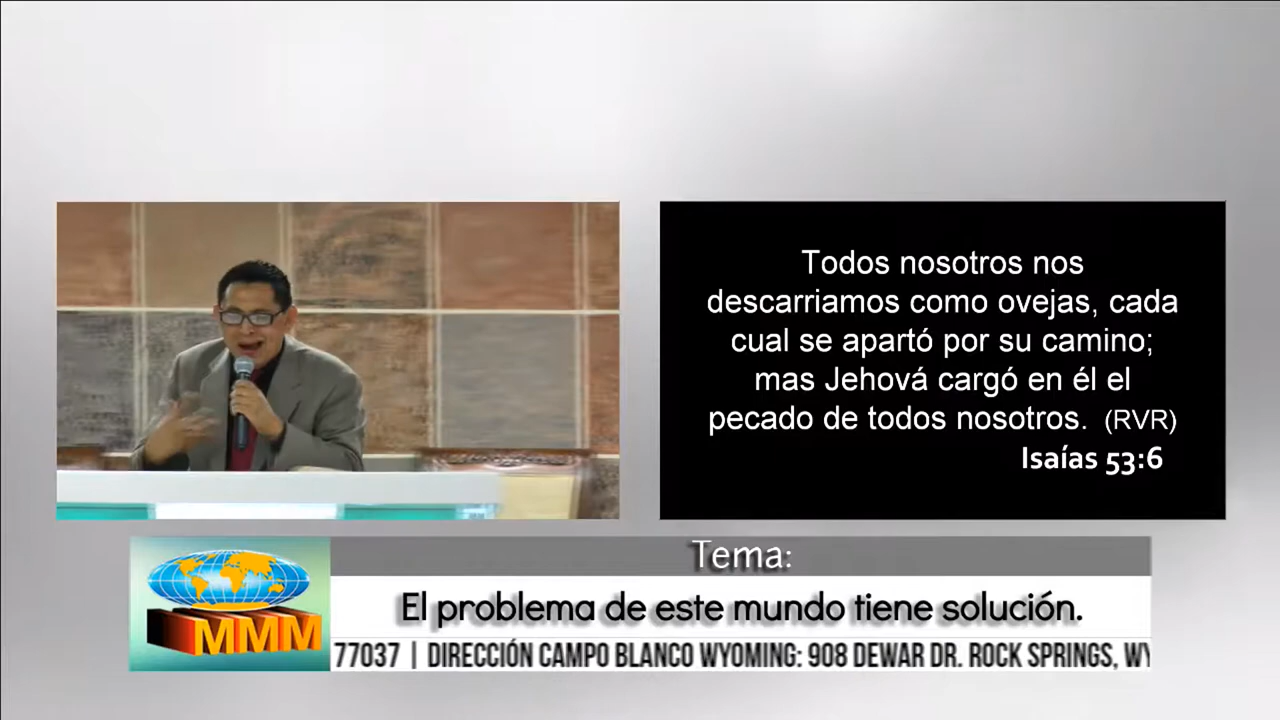 Todos nosotros nos
descarriamos como ovejas, cada
cual se apartó por su camino;
mas Jehová cargó en él el
pecado de todos nosotros. (RVR)
Isaías 53:6
Tema:
El problema de este mundo tiene solución.
MMM
77037 | DIRECCIÓN CAMPO BLANCO WYOMING: 908 DEWAR DR. ROCK SPRINGS, WY